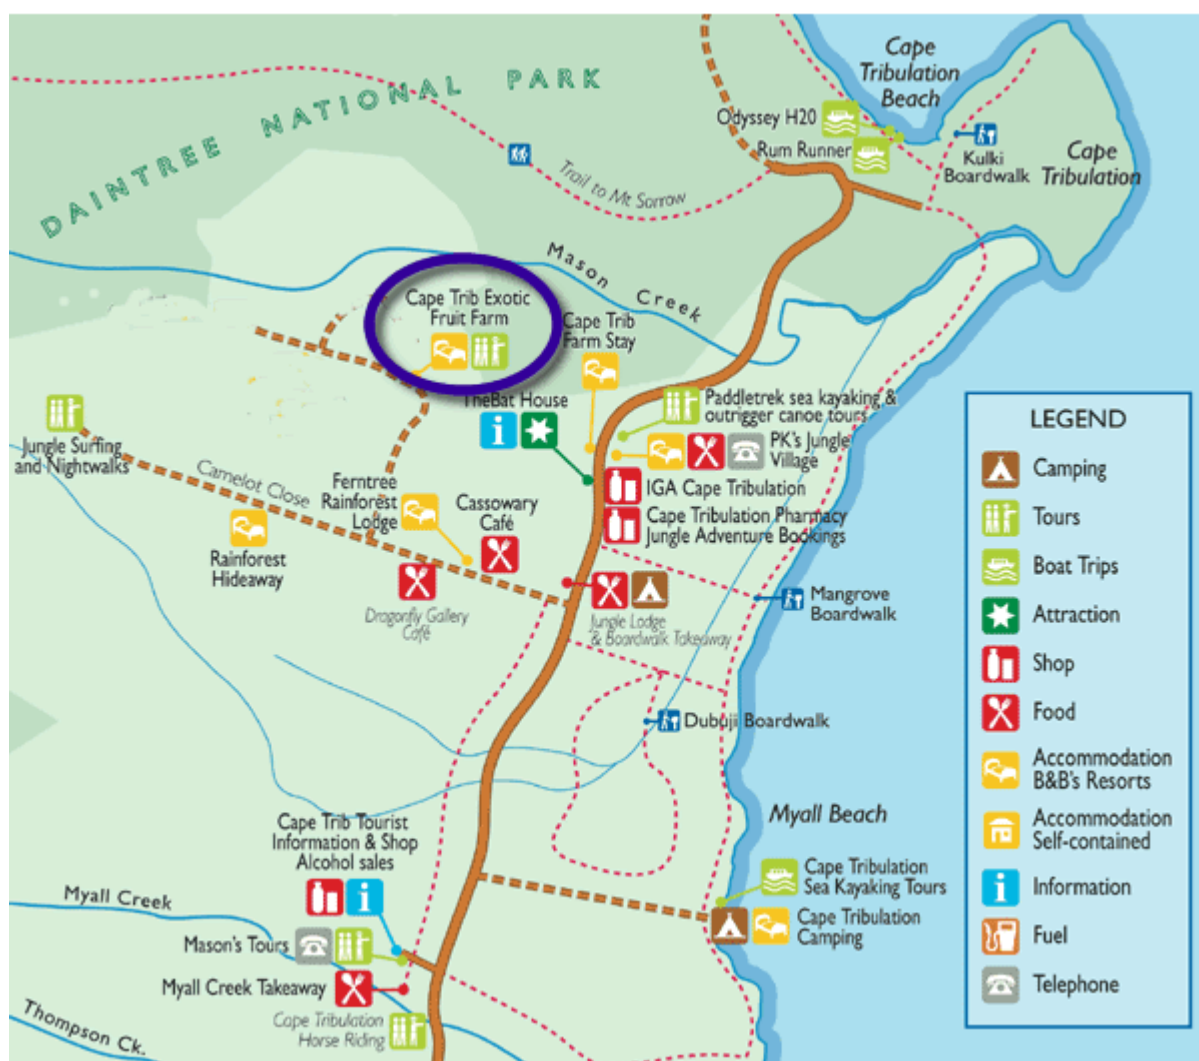 DAINTREE NATIONAL PARK
Cape
Tribulation
Beach
Odyssey H20
Rum Runner
Kulki
Boardwalk
Cape
Tribulation
Trail to Mt Sorrow
Mason Creek
Cape Trib Exotic
Fruit Farm
Cape Trib
Farm Stay
TheBat House
Paddletrek sea kayaking &
outrigger canoe tours
PK's Jungle
Village
IGA Cape Tribulation
Cape Tribulation Pharmacy
Jungle Adventure Bookings
Jungle Surfing
and Nightwalks
Camelot Close
Ferntree
Rainforest
Lodge
Cassowary
Café
Rainforest
Hideaway
Dragonfly Gallery
Café
Jungle Lodge
& Boardwalk Takeaway
Mangrove
Boardwalk
Dubuji Boardwalk
Myall Beach
Cape Trib Tourist
Information & Shop
Alcohol sales
Myall Creek
Mason's Tours
Myall Creek Takeaway
Cape Tribulation
Horse Riding
Thompson Ck.
Cape Tribulation
Sea Kayaking Tours
Cape Tribulation
Camping
LEGEND
Camping
Tours
Boat Trips
Attraction
Shop
Food
Accommodation
B&B's Resorts
Accommodation
Self-contained
Information
Fuel
Telephone